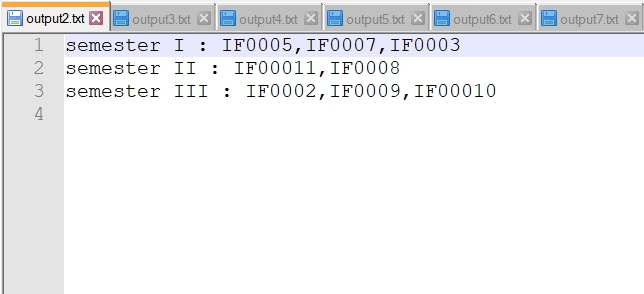 output2.txt output3.txt output4.txt output5.txt output6.txt output7.txt
1 semester I : IF0005,IF0007,IF0003
2 semester II : IF00011,IF0008
3 semester III : IF0002,IF0009,IF00010
4